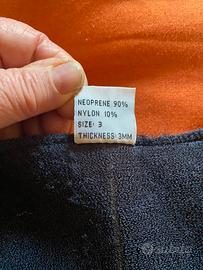 NEOPRENE 90%
NYLON 10%
SIZE: 3
THICKNESS: 3MM
subito